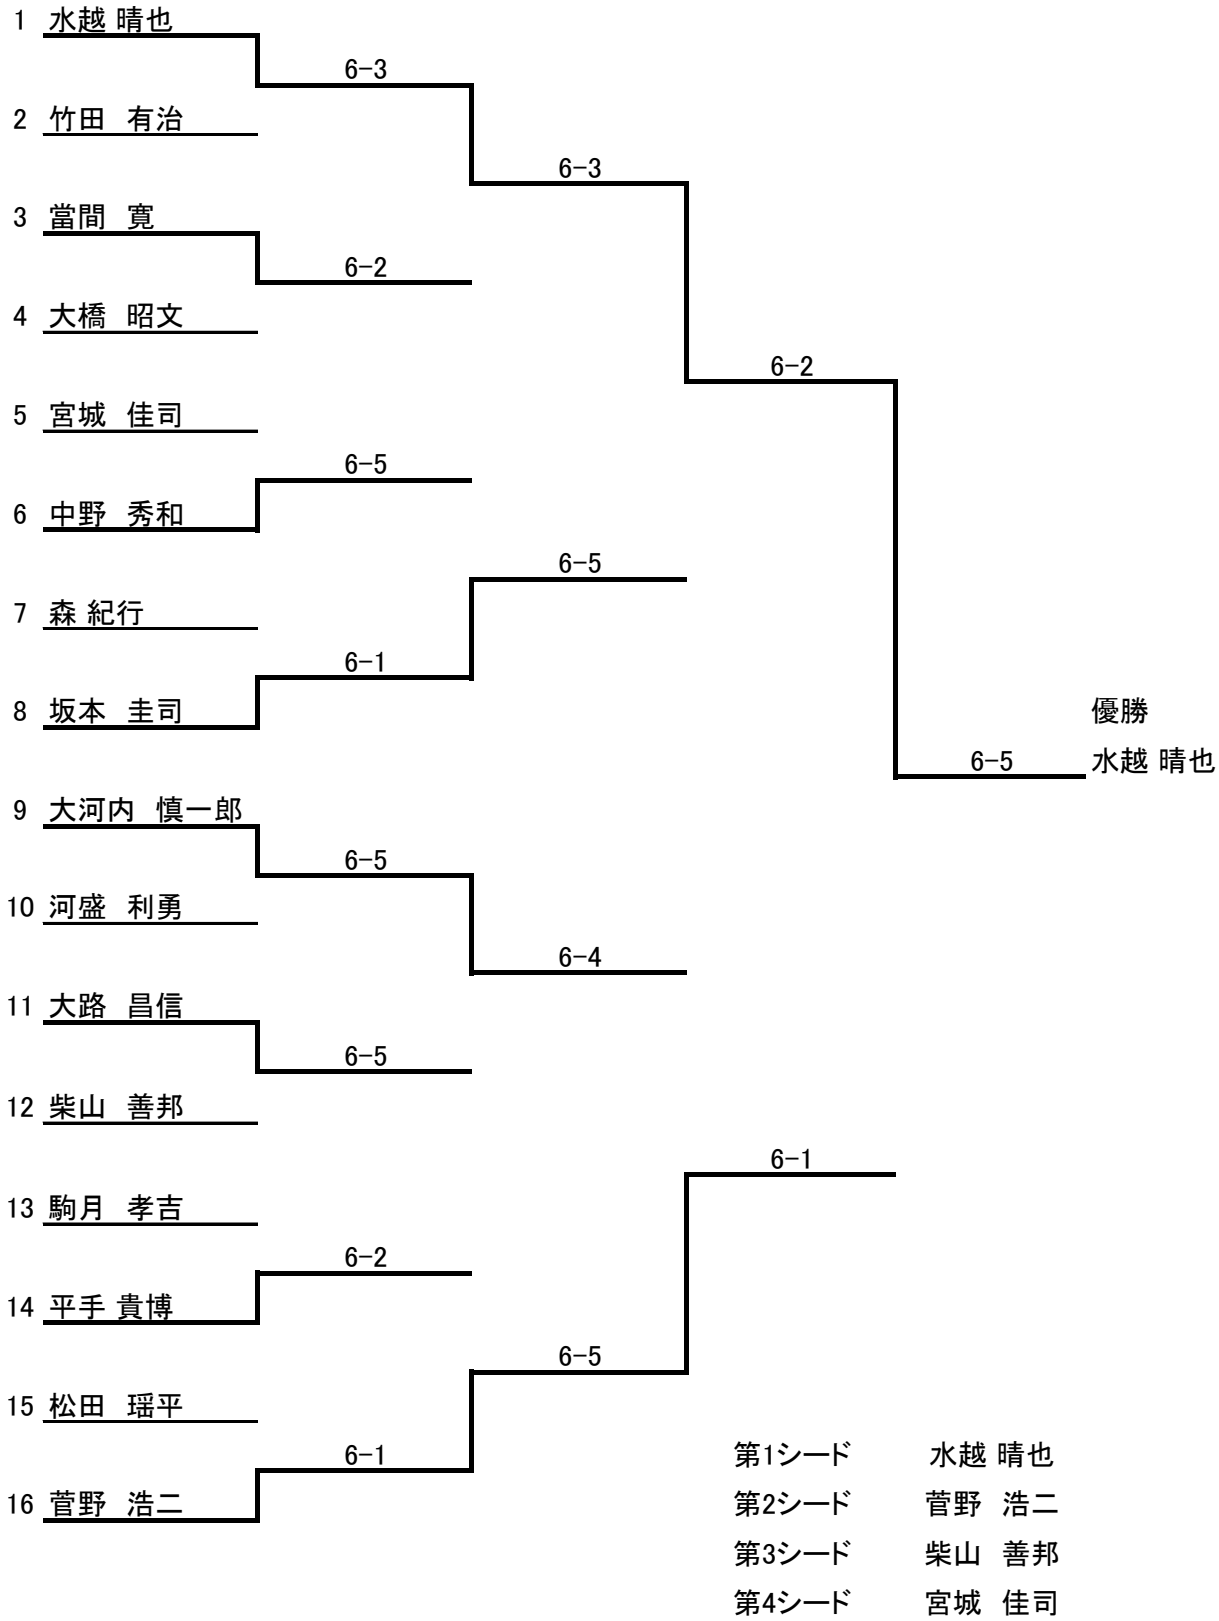 1 水越 晴也
6-3
2 竹田　有治
6-3
3 當間　寛
6-2
4 大橋　昭文
6-2
5 宮城　佳司
6-5
6 中野　秀和
6-5
7 森 紀行
6-1
8 坂本　圭司
優勝
6-5 水越 晴也
9 大河内　慎一郎
6-5
10 河盛　利勇
6-4
11 大路　昌信
6-5
12 柴山　善邦
6-1
13 駒月　孝吉
6-2
14 平手 貴博
6-5
15 松田　瑶平
6-1
第1シード 水越 晴也
16 菅野　浩二
第2シード 菅野　浩二
第3シード 柴山　善邦
第4シード 宮城　佳司